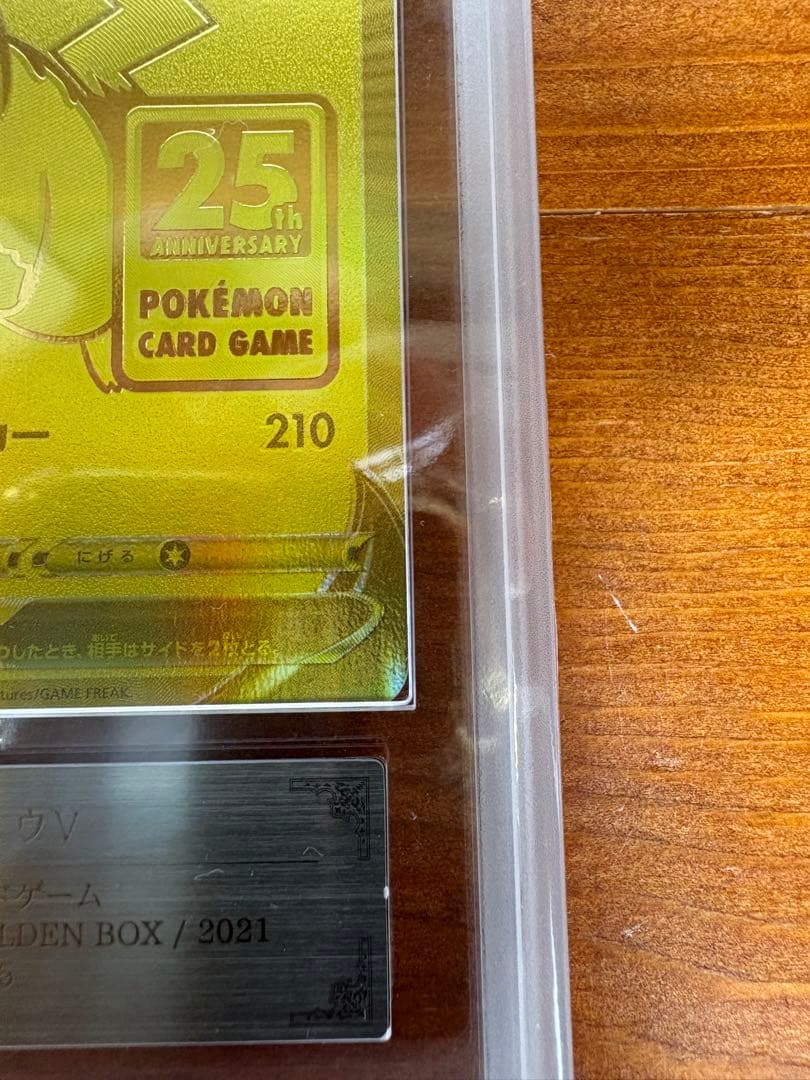 25th
ANNIVERSARY
POKÉMON
CARD GAME
ー 210
にげる
したとき、相手はサイドを2枚とる。
tures/GAME FREAK.
ウV
ゲーム
LDEN BOX / 2021